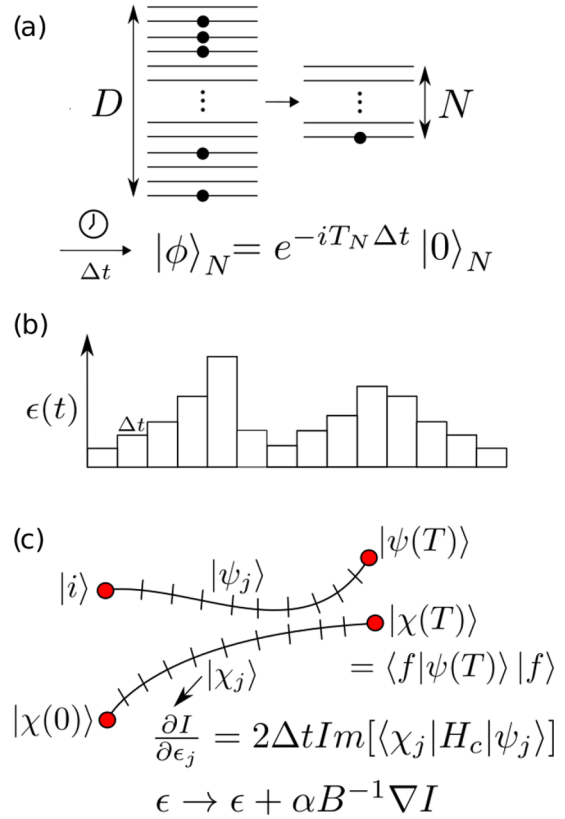 (a)
D
⋮
⋮
N
Δt
|ϕ⟩_N = e^{-iT_N Δt} |0⟩_N
(b)
ϵ(t)
Δt
(c)
|ψ(T)⟩
|i⟩
|ψ_j⟩
|χ(T)⟩
= ⟨f|ψ(T)⟩ |f⟩
|χ_j⟩
|χ(0)⟩
∂I/∂ϵ_j = 2ΔtIm[⟨χ_j|H_c|ψ_j⟩]
ϵ → ϵ + αB^{-1}∇I